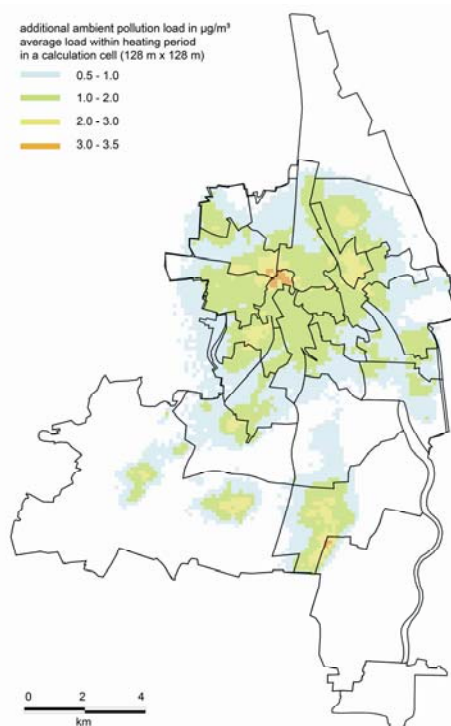 additional ambient pollution load in µg/m³
average load within heating period
in a calculation cell (128 m x 128 m)
0.5 - 1.0
1.0 - 2.0
2.0 - 3.0
3.0 - 3.5
0 2 4
km